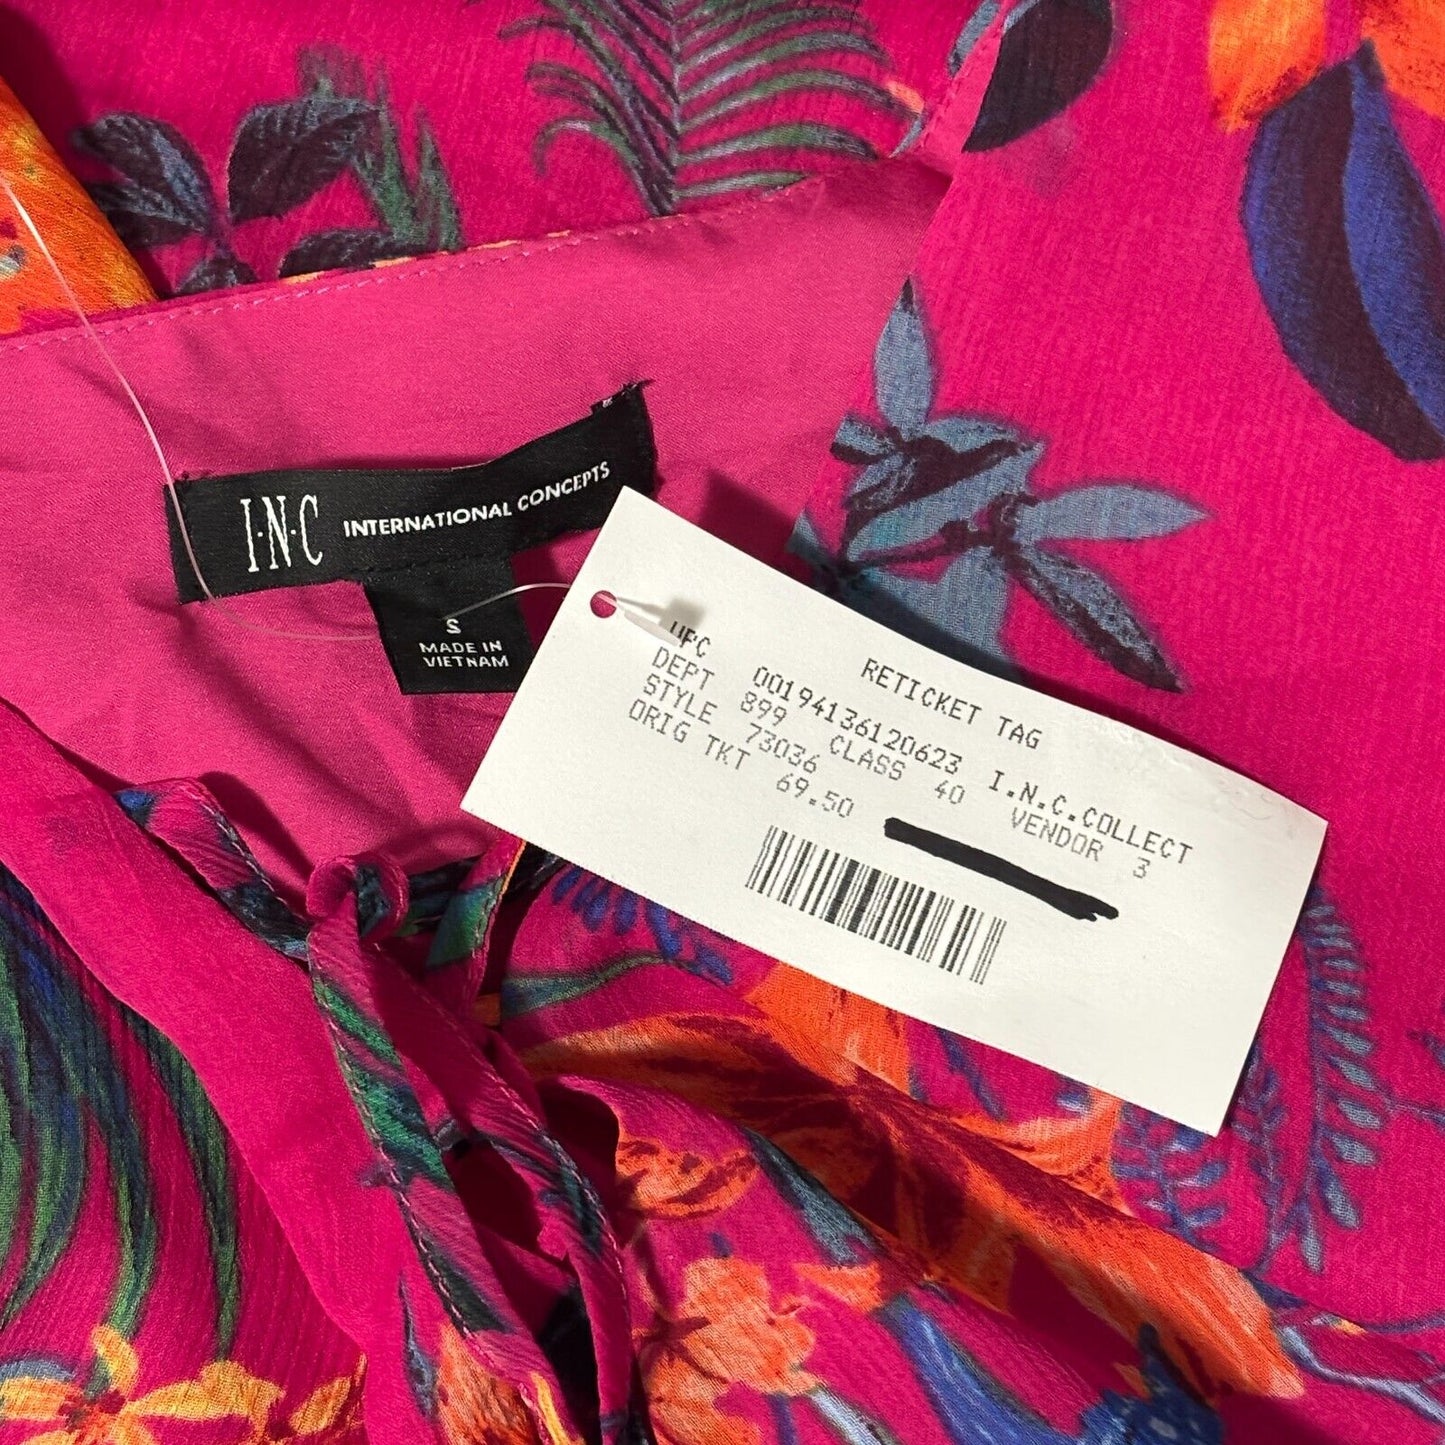 I·N·C INTERNATIONAL CONCEPTS
S
MADE IN
VIETNAM
RETICKET TAG
UPC 00194136120623 I.N.C.COLLECT
DEPT 899 CLASS 40 VENDOR 3
STYLE 73036
ORIG TKT 69.50